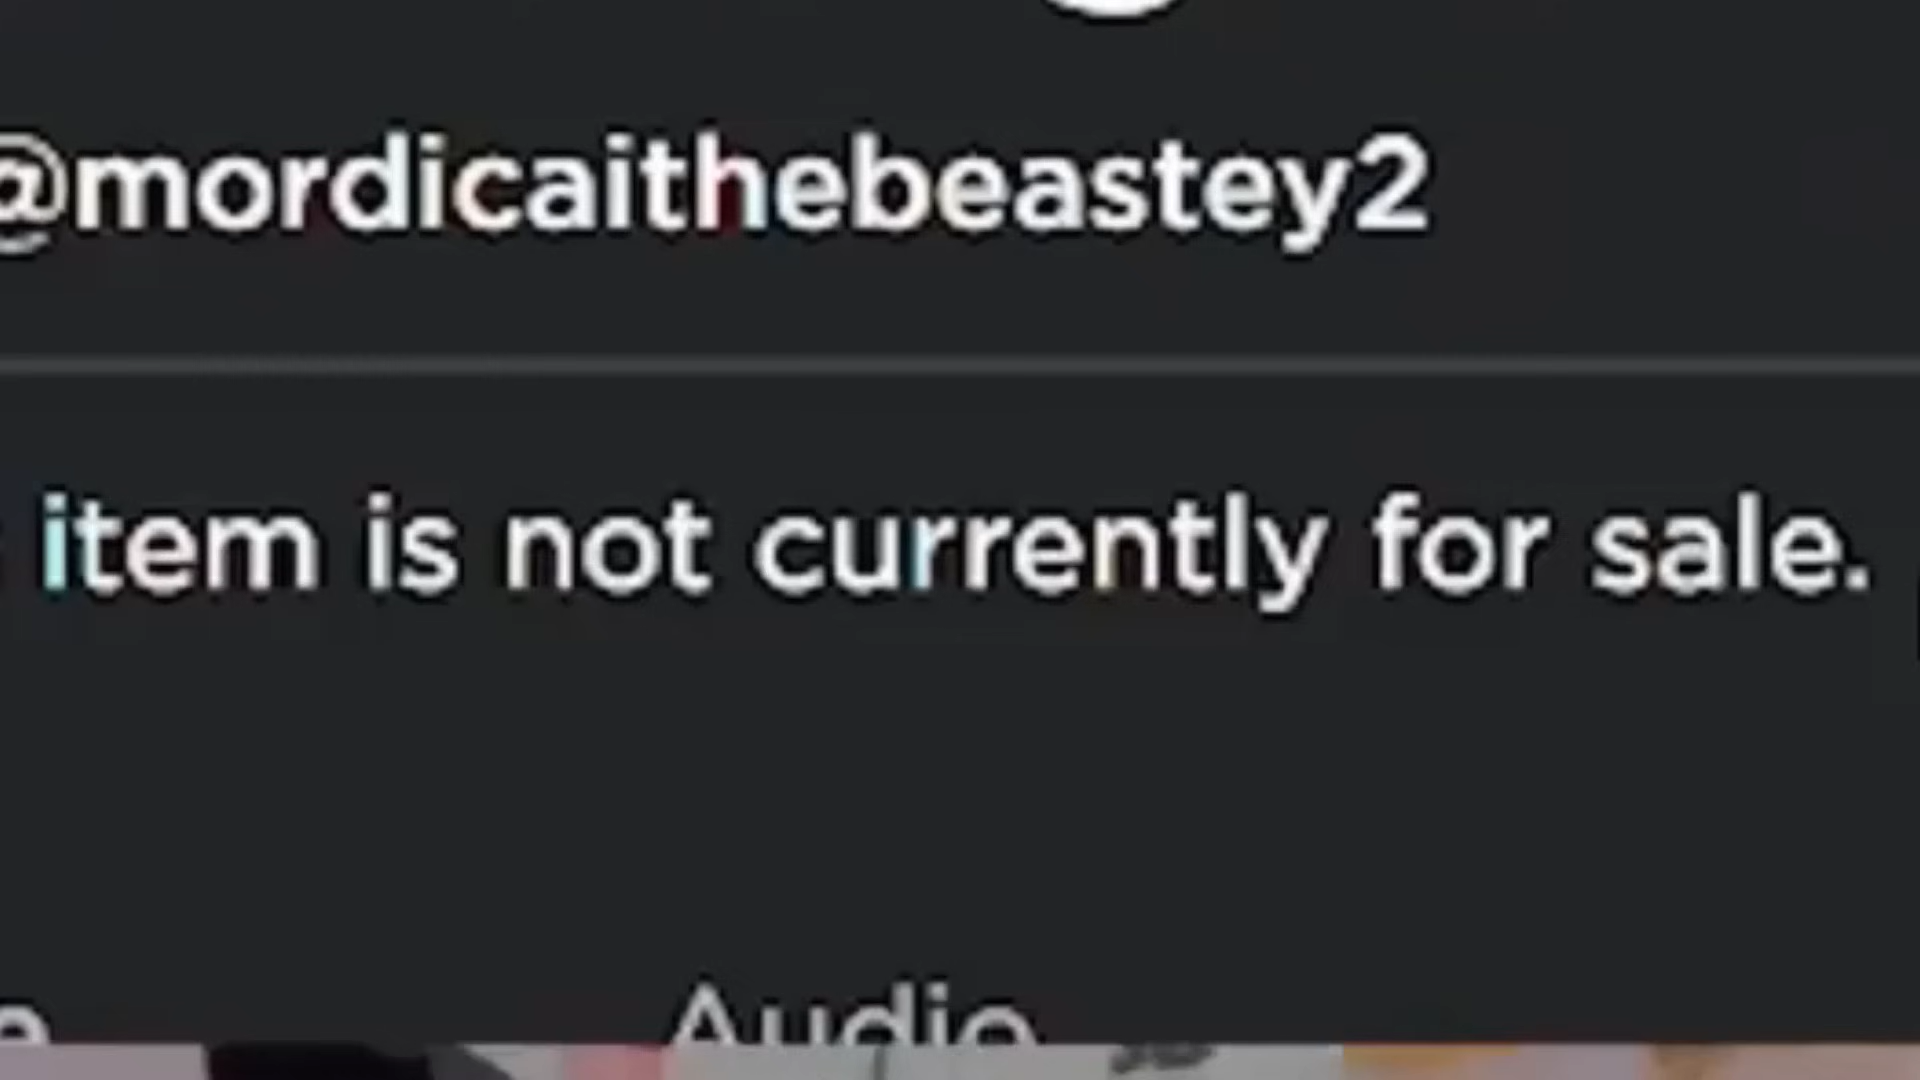 @mordicaithebeastey2
item is not currently for sale.
Audio